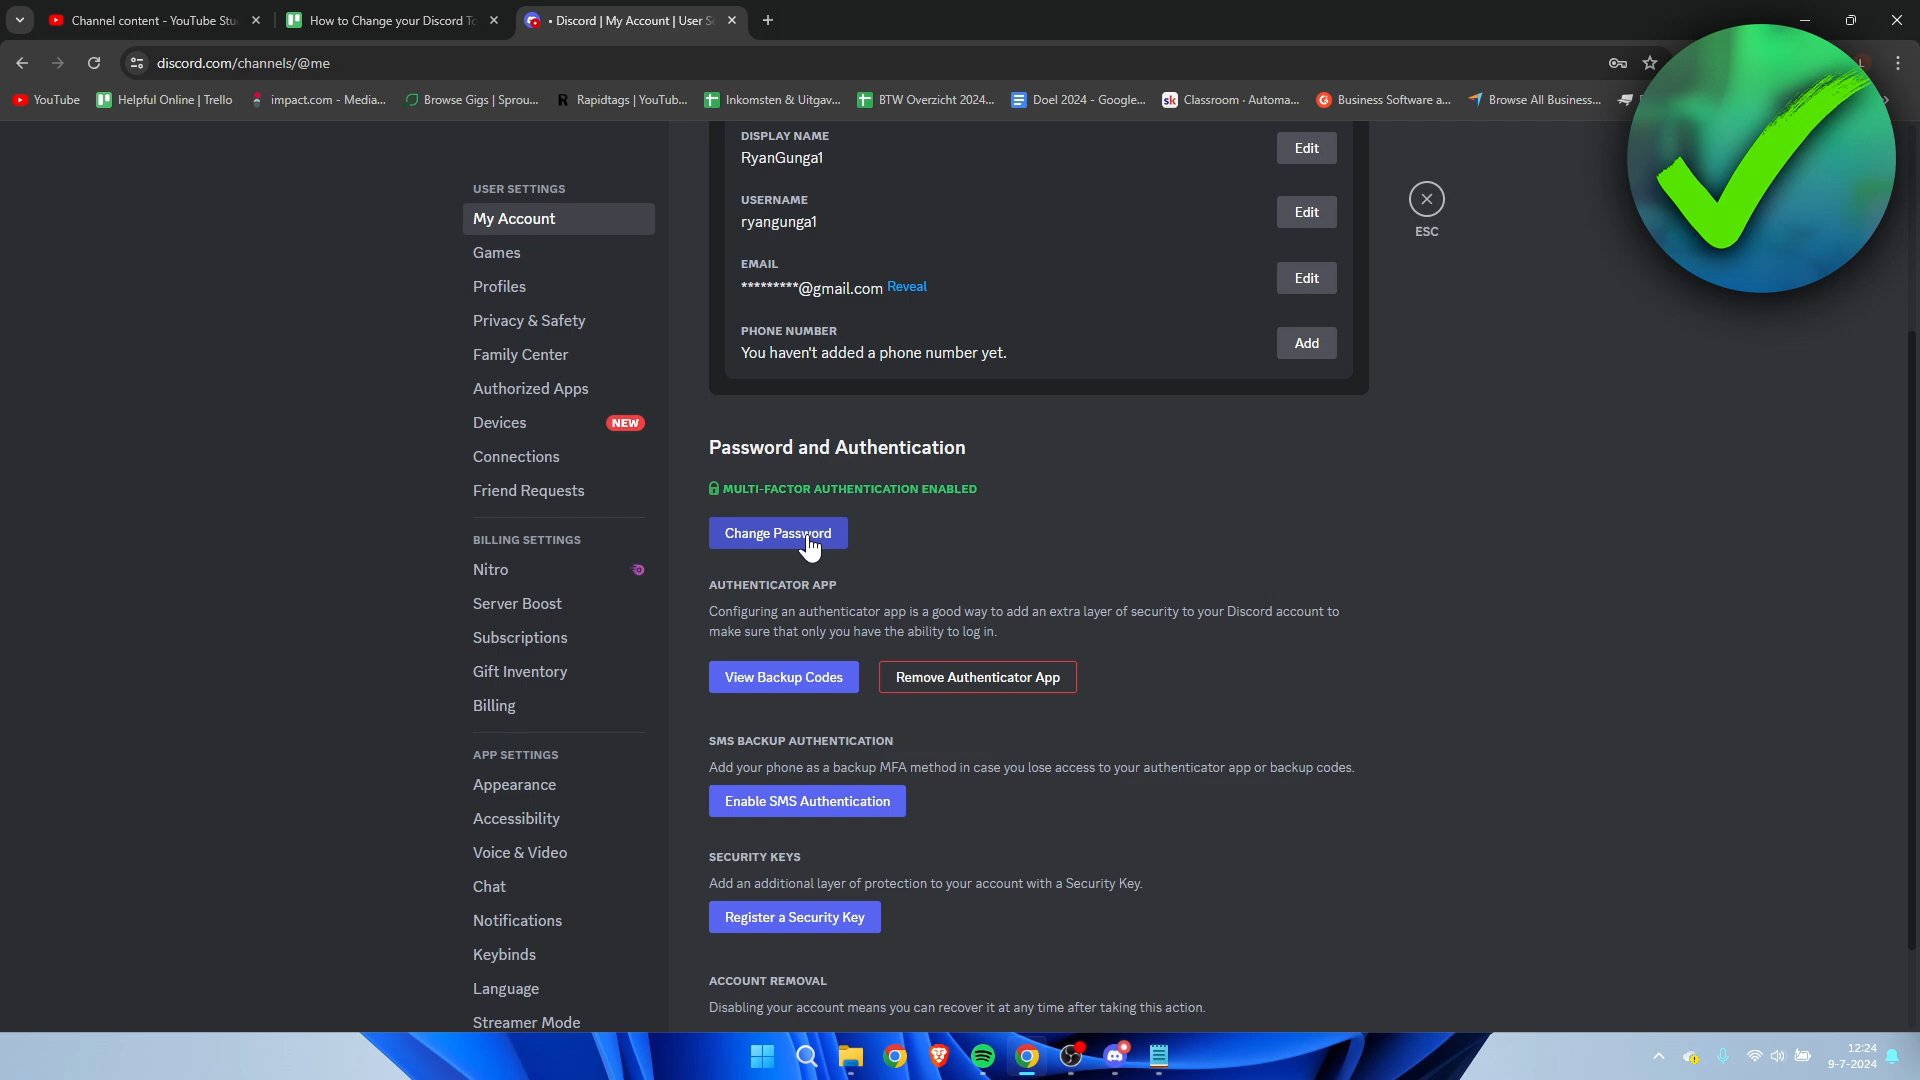 Channel content - YouTube Stu
How to Change your Discord To
• Discord | My Account | User S
discord.com/channels/@me
YouTube
Helpful Online | Trello
impact.com - Media...
Browse Gigs | Sprou...
Rapidtags | YouTub...
Inkomsten & Uitgav...
BTW Overzicht 2024...
Doel 2024 - Google...
Classroom - Automa...
Business Software a...
Browse All Business...
USER SETTINGS
My Account
Games
Profiles
Privacy & Safety
Family Center
Authorized Apps
Devices
NEW
Connections
Friend Requests
BILLING SETTINGS
Nitro
Server Boost
Subscriptions
Gift Inventory
Billing
APP SETTINGS
Appearance
Accessibility
Voice & Video
Chat
Notifications
Keybinds
Language
Streamer Mode
DISPLAY NAME
RyanGunga1
Edit
USERNAME
ryangunga1
Edit
EMAIL
*********@gmail.com Reveal
Edit
PHONE NUMBER
You haven't added a phone number yet.
Add
ESC
Password and Authentication
MULTI-FACTOR AUTHENTICATION ENABLED
Change Password
AUTHENTICATOR APP
Configuring an authenticator app is a good way to add an extra layer of security to your Discord account to
make sure that only you have the ability to log in.
View Backup Codes
Remove Authenticator App
SMS BACKUP AUTHENTICATION
Add your phone as a backup MFA method in case you lose access to your authenticator app or backup codes.
Enable SMS Authentication
SECURITY KEYS
Add an additional layer of protection to your account with a Security Key.
Register a Security Key
ACCOUNT REMOVAL
Disabling your account means you can recover it at any time after taking this action.
12:24
9-7-2024